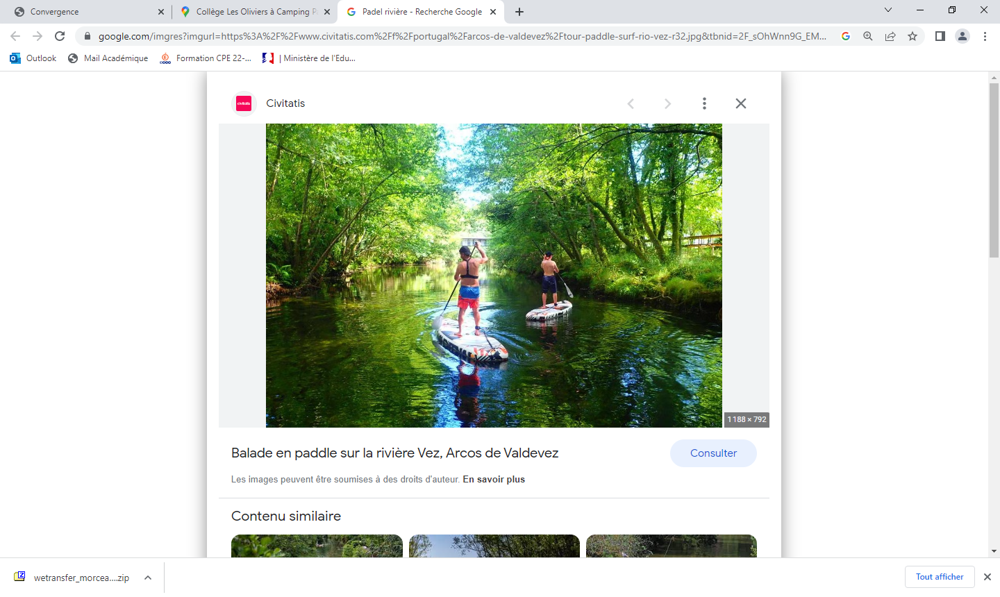 Convergence
Collège Les Oliviers à Camping P
Padel rivière - Recherche Google
google.com/imgres?imgurl=https%3A%2F%2Fwww.civitatis.com%2Ff%2Fportugal%2Farcos-de-valdevez%2Ftour-paddle-surf-rio-vez-r32.jpg&tbnid=2F_sOhWnn9G_EM...
Outlook
Mail Académique
Formation CPE 22-...
| Ministère de l'Edu...
civitatis
Civitatis
1188 × 792
Balade en paddle sur la rivière Vez, Arcos de Valdevez
Consulter
Les images peuvent être soumises à des droits d'auteur. En savoir plus
Contenu similaire
wetransfer_morcea....zip
Tout afficher